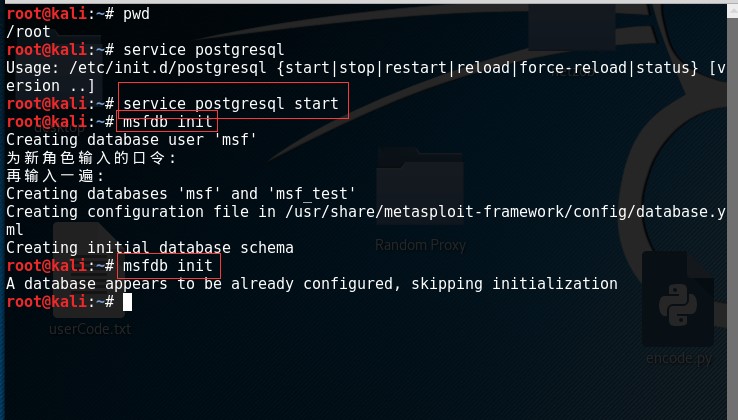 root@kali:~# pwd
/root
root@kali:~# service postgresql
Usage: /etc/init.d/postgresql {start|stop|restart|reload|force-reload|status} [v
ersion ..]
root@kali:~# service postgresql start
root@kali:~# msfdb init
Creating database user 'msf'
为新角色输入的口令:
再输入一遍:
Creating databases 'msf' and 'msf_test'
Creating configuration file in /usr/share/metasploit-framework/config/database.y
ml
Creating initial database schema
root@kali:~# msfdb init
A database appears to be already configured, skipping initialization
root@kali:~#
desktop
Random Proxy
userCode.txt
encode.py